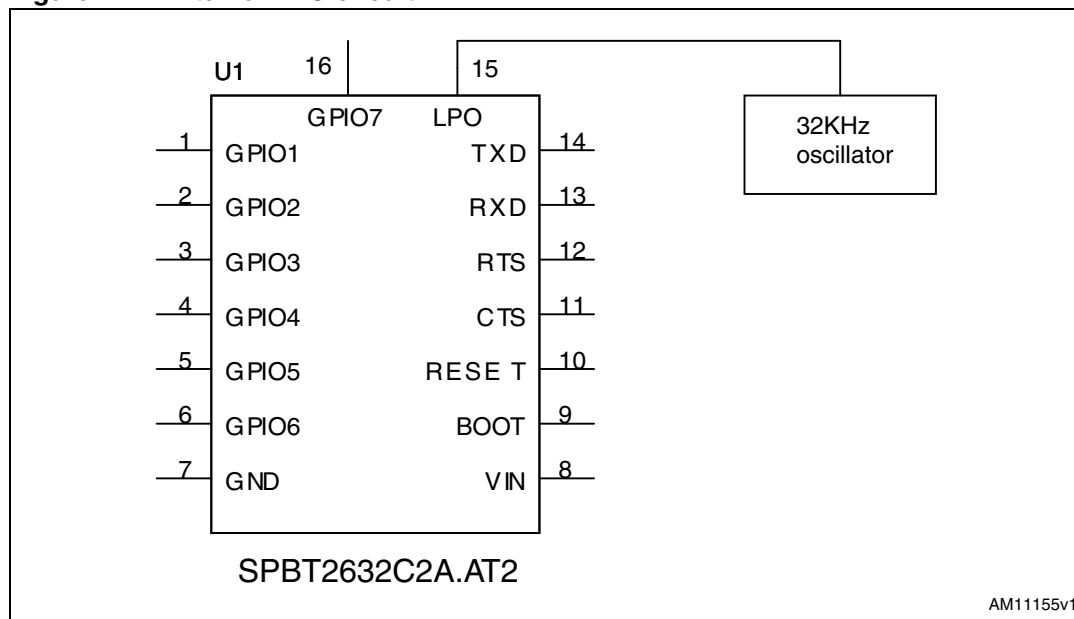 U1
16
15
GPIO7
LPO
32KHz
oscillator
1
GPIO1
TXD
14
2
GPIO2
RXD
13
3
GPIO3
RTS
12
4
GPIO4
CTS
11
5
GPIO5
RESET
10
6
GPIO6
BOOT
9
7
GND
VIN
8
SPBT2632C2A.AT2
AM11155v1